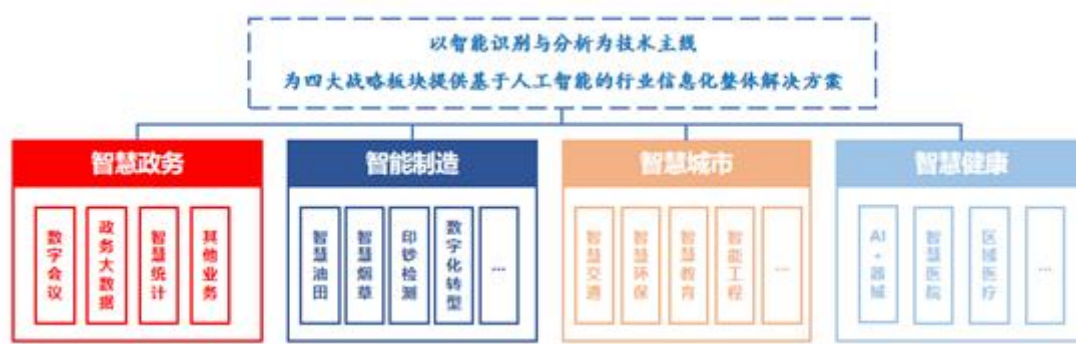 以智能识别与分析为技术主线
为四大战略板块提供基于人工智能的行业信息化整体解决方案
智慧政务
数字会议
政务大数据
智慧统计
其他业务
智能制造
智慧油田
智慧烟草
印钞检测
数字化转型
...
智慧城市
智慧交通
智慧环保
智慧教育
智能工程
...
智慧健康
AI+器械
智慧医院
区域医疗
...